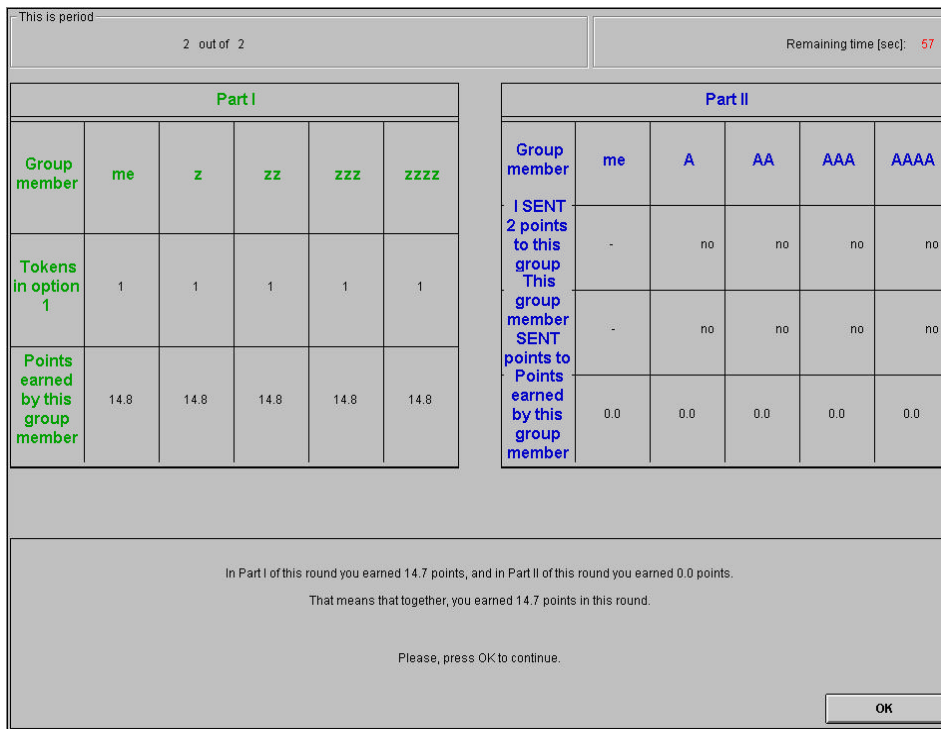 This is period
2 out of 2
Remaining time [sec]: 57
Part I
Group member me z zz zzz zzzz
Tokens in option 1 1 1 1 1 1
Points earned by this group member 14.8 14.8 14.8 14.8 14.8
Part II
Group member me A AA AAA AAAA
I SENT 2 points to this group - no no no no
This group member SENT points to - no no no no
Points earned by this group member 0.0 0.0 0.0 0.0 0.0
In Part I of this round you earned 14.7 points, and in Part II of this round you earned 0.0 points.
That means that together, you earned 14.7 points in this round.
Please, press OK to continue.
OK